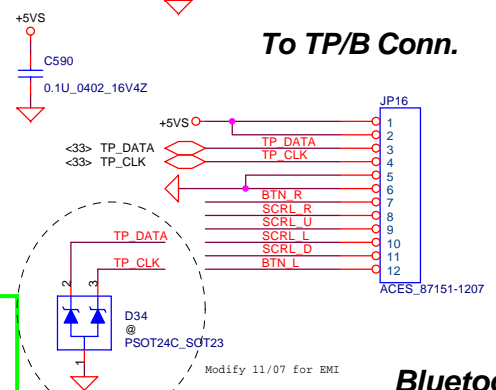 +5VS
To TP/B Conn.
C590
0.1U_0402_16V4Z
JP16
+5VS
1
2
<33> TP_DATA
TP_DATA
3
<33> TP_CLK
TP_CLK
4
5
6
BTN_R
7
SCRL_R
8
SCRL_U
9
SCRL_L
10
SCRL_D
11
BTN_L
12
ACES_87151-1207
TP_DATA
TP_CLK
2
3
D34
@
PSOT24C_SOT23
1
Modify 11/07 for EMI
Bluetoo